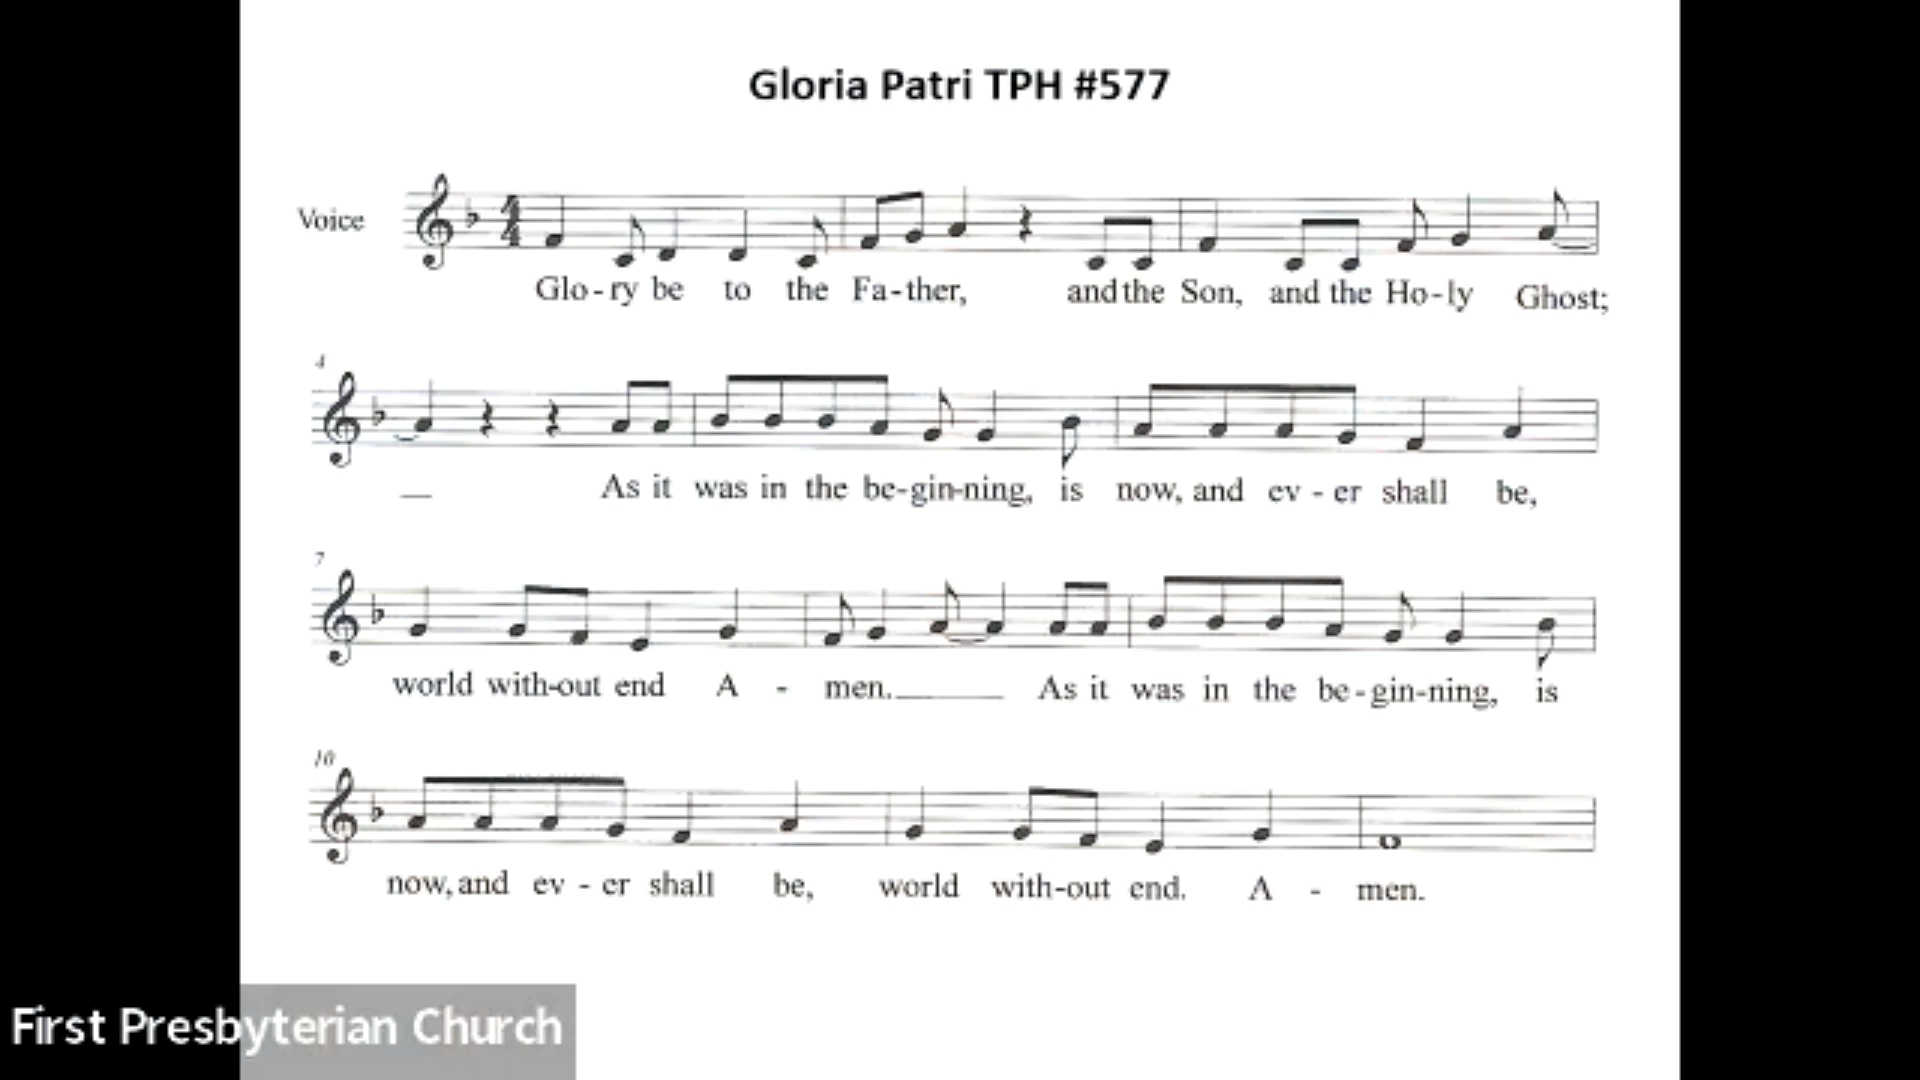 Gloria Patri TPH #577
Voice
4
4
Glo-ry be to the Fa-ther, and the Son, and the Ho-ly Ghost;
4
As it was in the be-gin-ning, is now, and ev - er shall be,
7
world with-out end A - men. As it was in the be-gin-ning, is
10
now, and ev - er shall be, world with-out end. A - men.
First Presbyterian Church